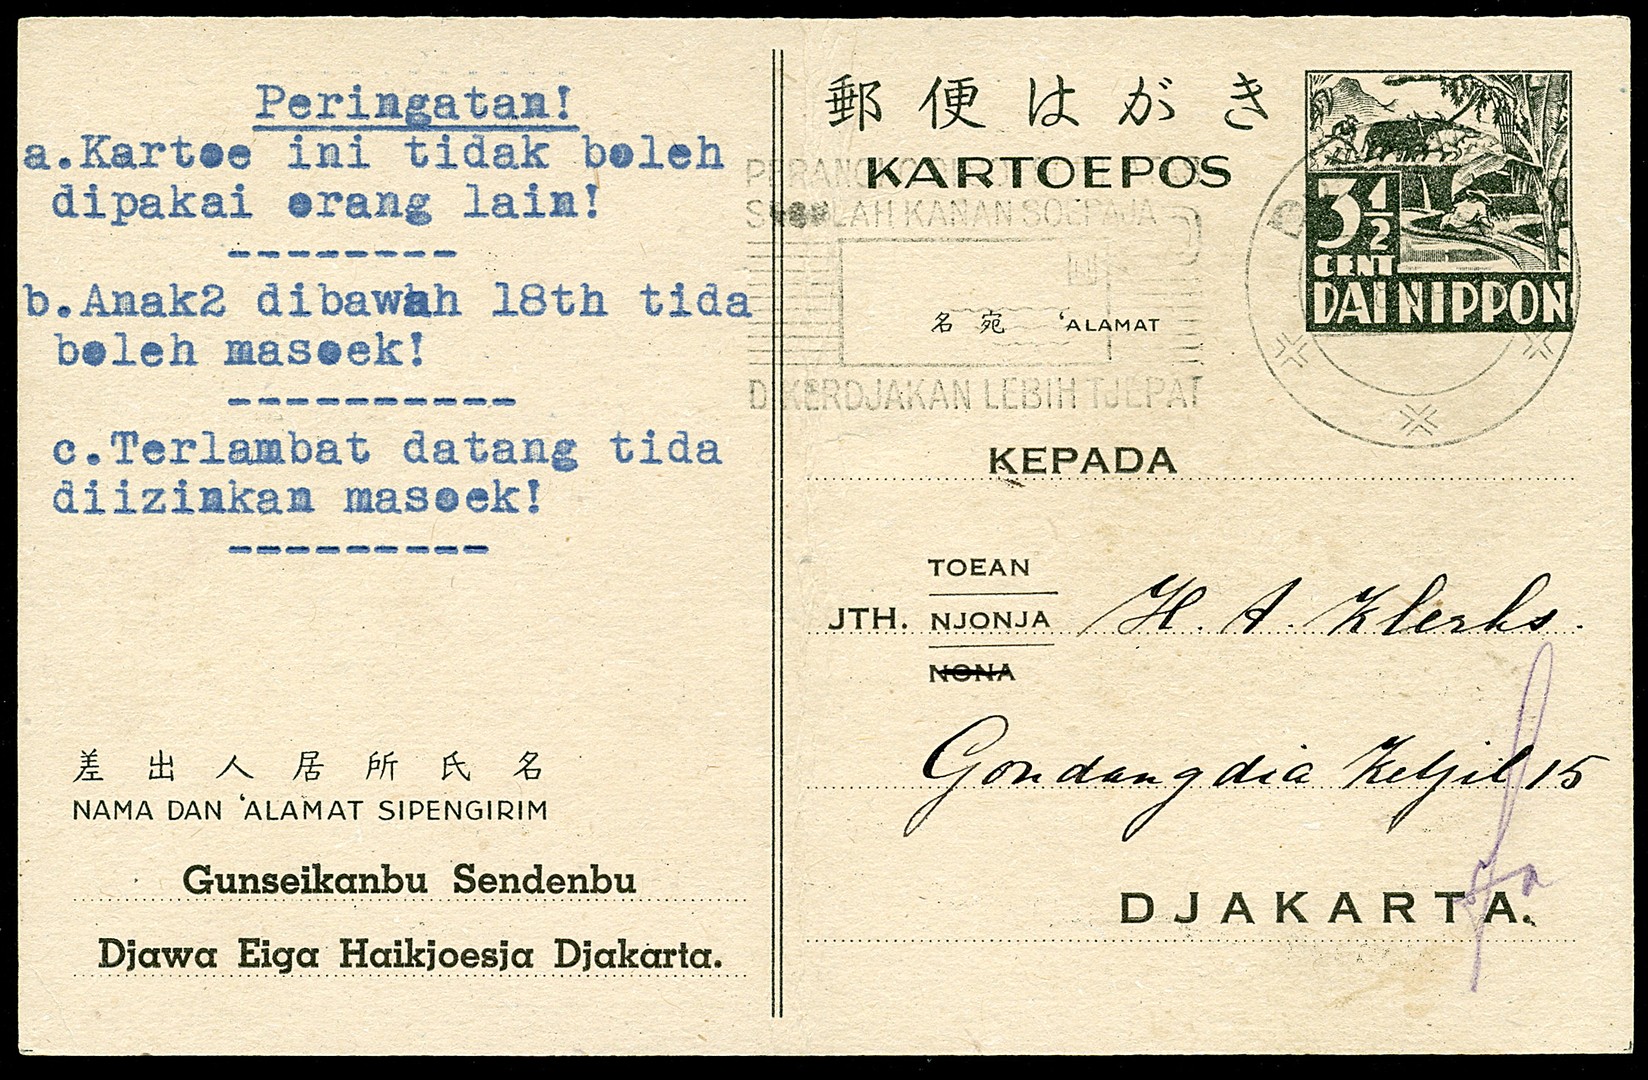 Peringatan!
a.Kartoe ini tidak boleh
dipakai orang lain!
--------
b.Anak2 dibawah 18th tida
boleh masoek!
----------
c.Terlambat datang tida
diizinkan masoek!
---------
差出人居所氏名
NAMA DAN 'ALAMAT SIPENGIRIM
Gunseikanbu Sendenbu
Djawa Eiga Haikjoesja Djakarta.
郵便はがき
KARTOEPOS
3½
CENT
DAI NIPPON
SEBELAH KANAN SOEPAJA
名宛 'ALAMAT
DIKERDJAKAN LEBIH TJEPAT
KEPADA
TOEAN
JTH. NJONJA
NONA
H. A. Klerks.
Gondangdia Ketjil 15
DJAKARTA.